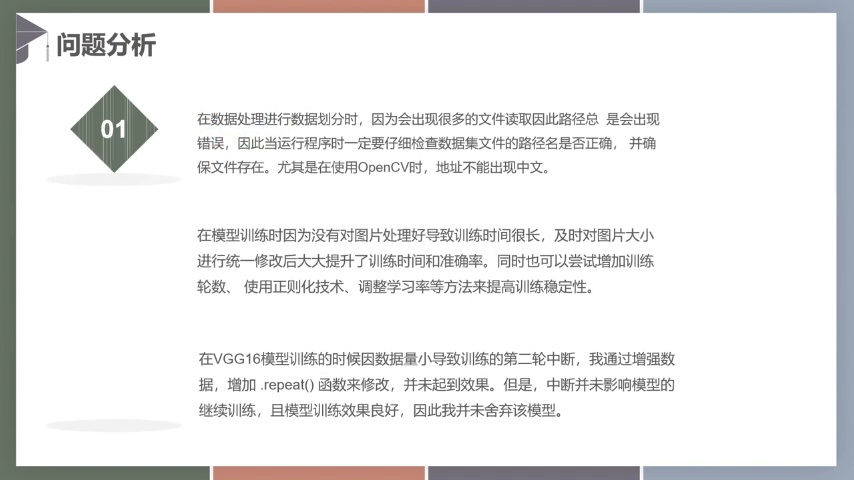 问题分析
01
在数据处理进行数据划分时，因为会出现很多的文件读取因此路径总 是会出现
错误，因此当运行程序时一定要仔细检查数据集文件的路径名是否正确， 并确
保文件存在。尤其是在使用OpenCV时，地址不能出现中文。
在模型训练时因为没有对图片处理好导致训练时间很长，及时对图片大小
进行统一修改后大大提升了训练时间和准确率。同时也可以尝试增加训练
轮数、 使用正则化技术、调整学习率等方法来提高训练稳定性。
在VGG16模型训练的时候因数据量小导致训练的第二轮中断，我通过增强数
据，增加 .repeat() 函数来修改，并未起到效果。但是，中断并未影响模型的
继续训练，且模型训练效果良好，因此我并未舍弃该模型。